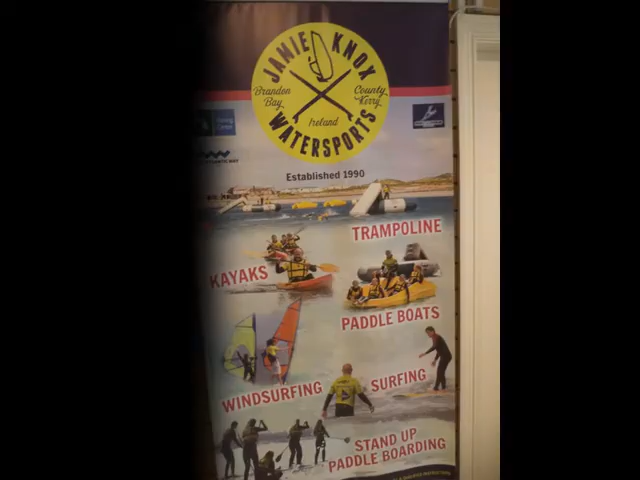 JAMIE KNOX
Brandon Bay
County Kerry
Ireland
WATERSPORTS
Established 1990
TRAMPOLINE
KAYAKS
PADDLE BOATS
WINDSURFING
SURFING
STAND UP
PADDLE BOARDING